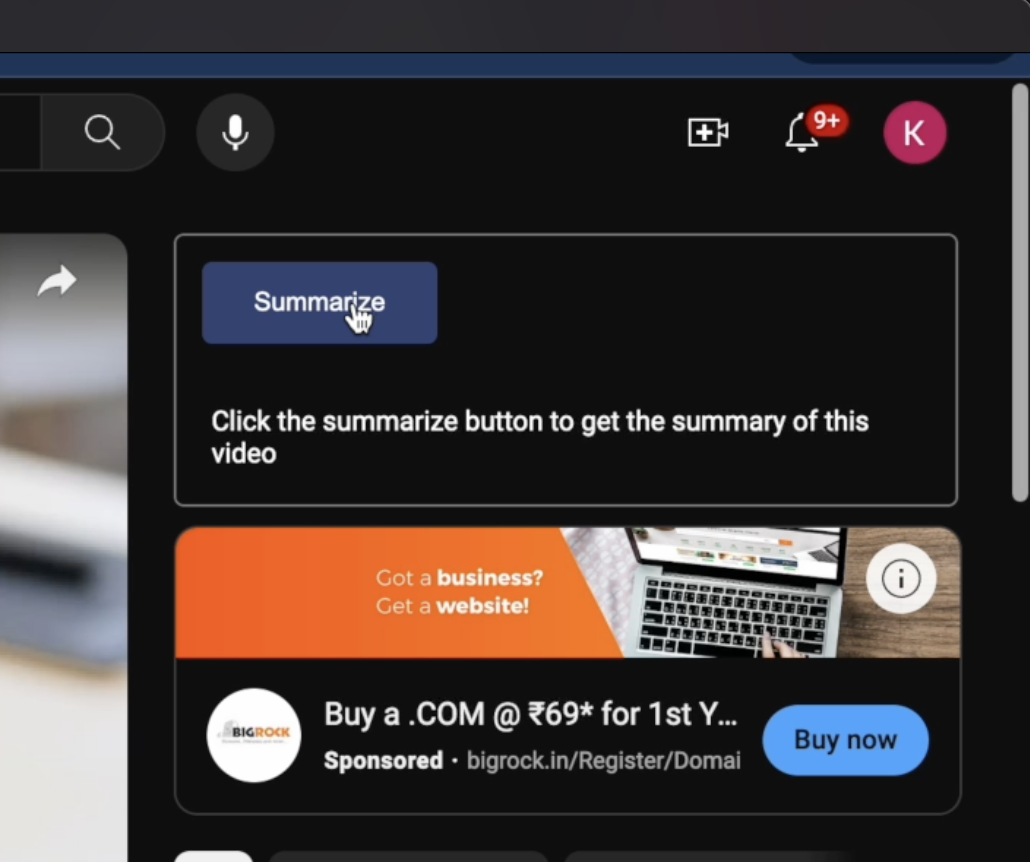 9+
K
Summarize
Click the summarize button to get the summary of this
video
Got a business?
Get a website!
BIGROCK
Buy a .COM @ ₹69* for 1st Y...
Sponsored · bigrock.in/Register/Domai
Buy now